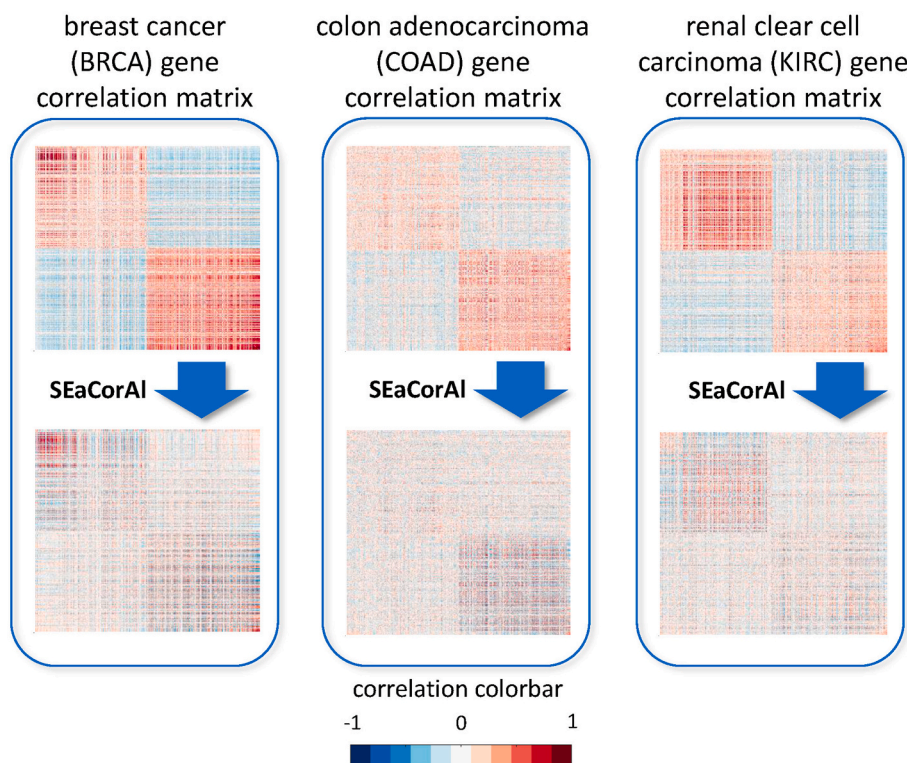 breast cancer
(BRCA) gene
correlation matrix
colon adenocarcinoma
(COAD) gene
correlation matrix
renal clear cell
carcinoma (KIRC) gene
correlation matrix
SEaCorAl
SEaCorAl
SEaCorAl
correlation colorbar
-1 0 1